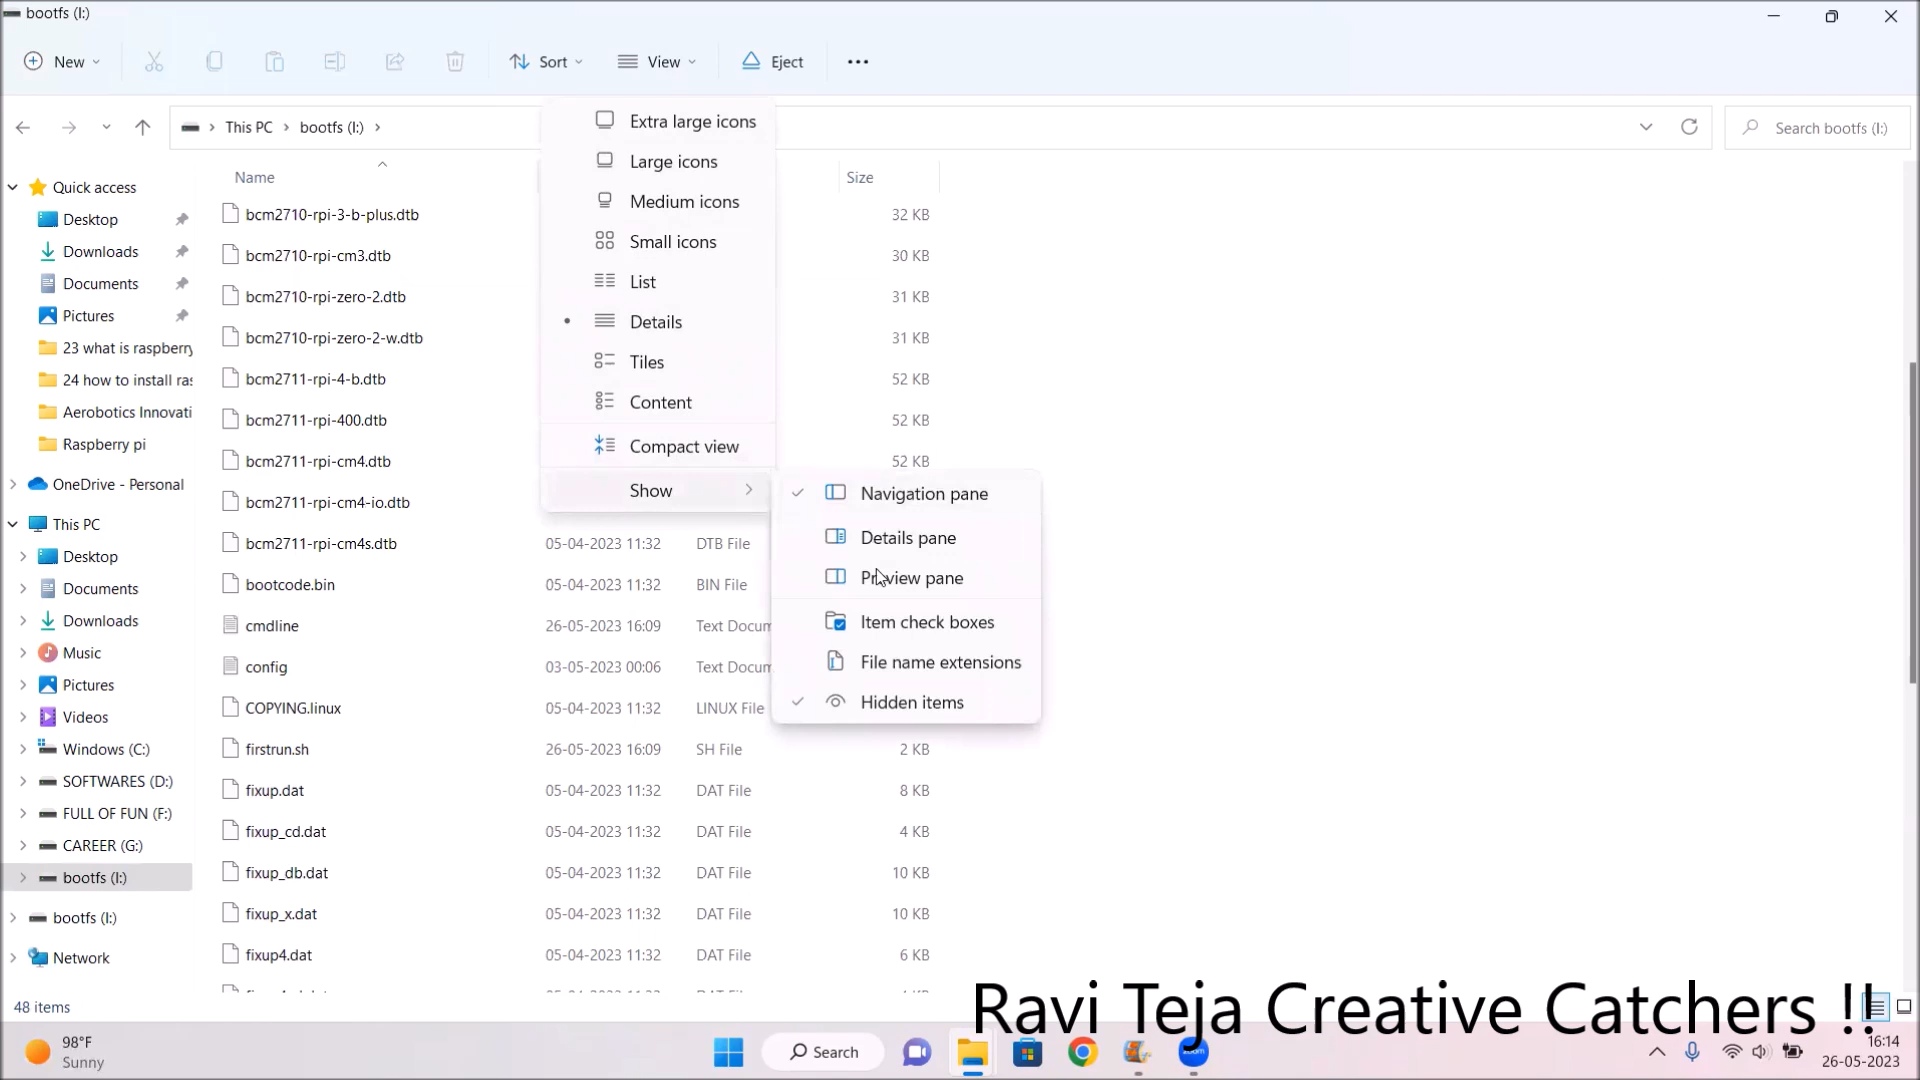 bootfs (I:)
New
Sort
View
Eject
This PC
bootfs (I:)
Search bootfs (I:)
Extra large icons
Large icons
Medium icons
Small icons
List
Details
Tiles
Content
Compact view
Show
Navigation pane
Details pane
Preview pane
Item check boxes
File name extensions
Hidden items
Quick access
Desktop
Downloads
Documents
Pictures
23 what is raspberry
24 how to install ras
Aerobotics Innovati
Raspberry pi
OneDrive - Personal
This PC
Desktop
Documents
Downloads
Music
Pictures
Videos
Windows (C:)
SOFTWARES (D:)
FULL OF FUN (F:)
CAREER (G:)
bootfs (I:)
bootfs (I:)
Network
Name Size
bcm2710-rpi-3-b-plus.dtb 32 KB
bcm2710-rpi-cm3.dtb 30 KB
bcm2710-rpi-zero-2.dtb 31 KB
bcm2710-rpi-zero-2-w.dtb 31 KB
bcm2711-rpi-4-b.dtb 52 KB
bcm2711-rpi-400.dtb 52 KB
bcm2711-rpi-cm4.dtb 52 KB
bcm2711-rpi-cm4-io.dtb
bcm2711-rpi-cm4s.dtb 05-04-2023 11:32 DTB File
bootcode.bin 05-04-2023 11:32 BIN File
cmdline 26-05-2023 16:09 Text Docum
config 03-05-2023 00:06 Text Docum
COPYING.linux 05-04-2023 11:32 LINUX File
firstrun.sh 26-05-2023 16:09 SH File 2 KB
fixup.dat 05-04-2023 11:32 DAT File 8 KB
fixup_cd.dat 05-04-2023 11:32 DAT File 4 KB
fixup_db.dat 05-04-2023 11:32 DAT File 10 KB
fixup_x.dat 05-04-2023 11:32 DAT File 10 KB
fixup4.dat 05-04-2023 11:32 DAT File 6 KB
48 items
Ravi Teja Creative Catchers !!
98°F
Sunny
Search
zoom
16:14
26-05-2023